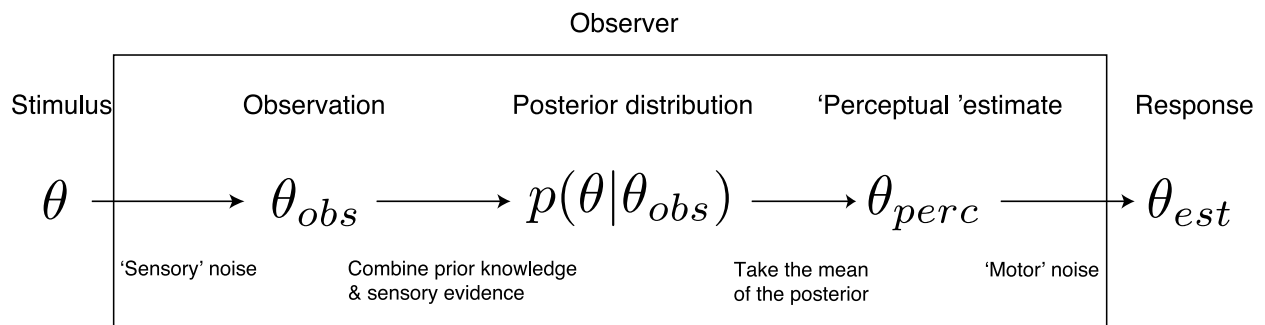 Observer
Stimulus Observation Posterior distribution ‘Perceptual ’estimate Response
θ θ_obs p(θ|θ_obs) θ_perc θ_est
‘Sensory’ noise Combine prior knowledge Take the mean ‘Motor’ noise
& sensory evidence of the posterior